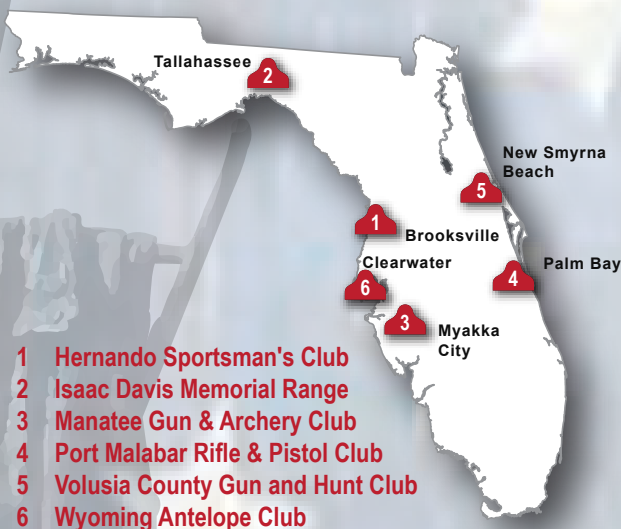 Tallahassee
2
New Smyrna
Beach
5
1
Brooksville
Clearwater
6
4
Palm Bay
3
Myakka
City
1 Hernando Sportsman's Club
2 Isaac Davis Memorial Range
3 Manatee Gun & Archery Club
4 Port Malabar Rifle & Pistol Club
5 Volusia County Gun and Hunt Club
6 Wyoming Antelope Club